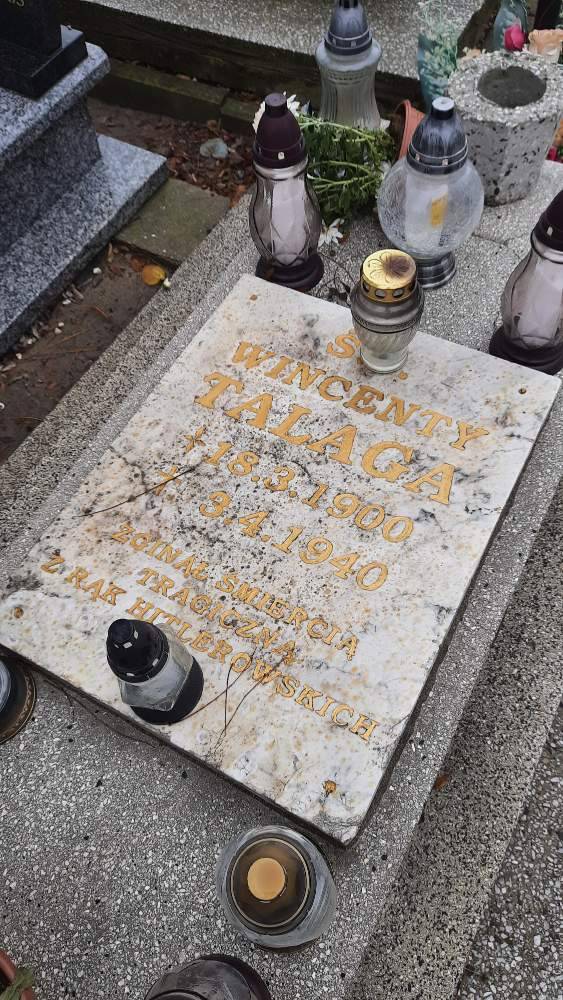 Ś.
WINCENTY
TALAGA
* 18.3.1900
+ 3.4.1940
ZGINĄŁ ŚMIERCIĄ
TRAGICZNĄ
Z RĄK HITLEROWSKICH